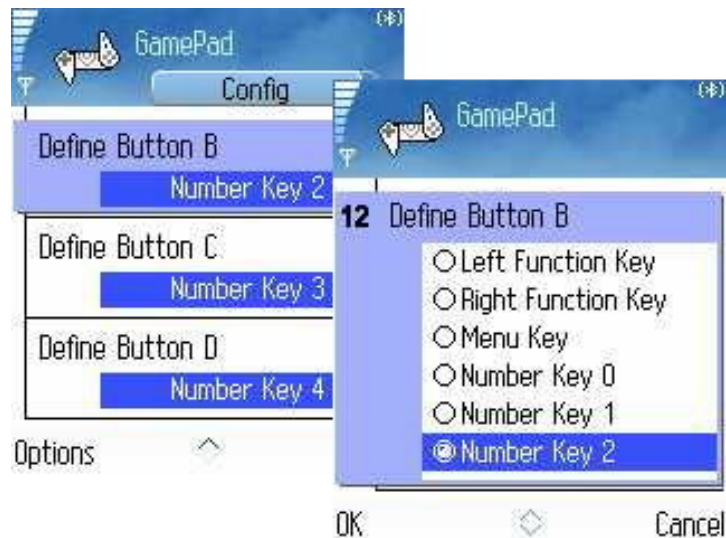 GamePad
Config
Define Button B
Number Key 2
Define Button C
Number Key 3
Define Button D
Number Key 4
Options
GamePad
12 Define Button B
Left Function Key
Right Function Key
Menu Key
Number Key 0
Number Key 1
Number Key 2
OK
Cancel